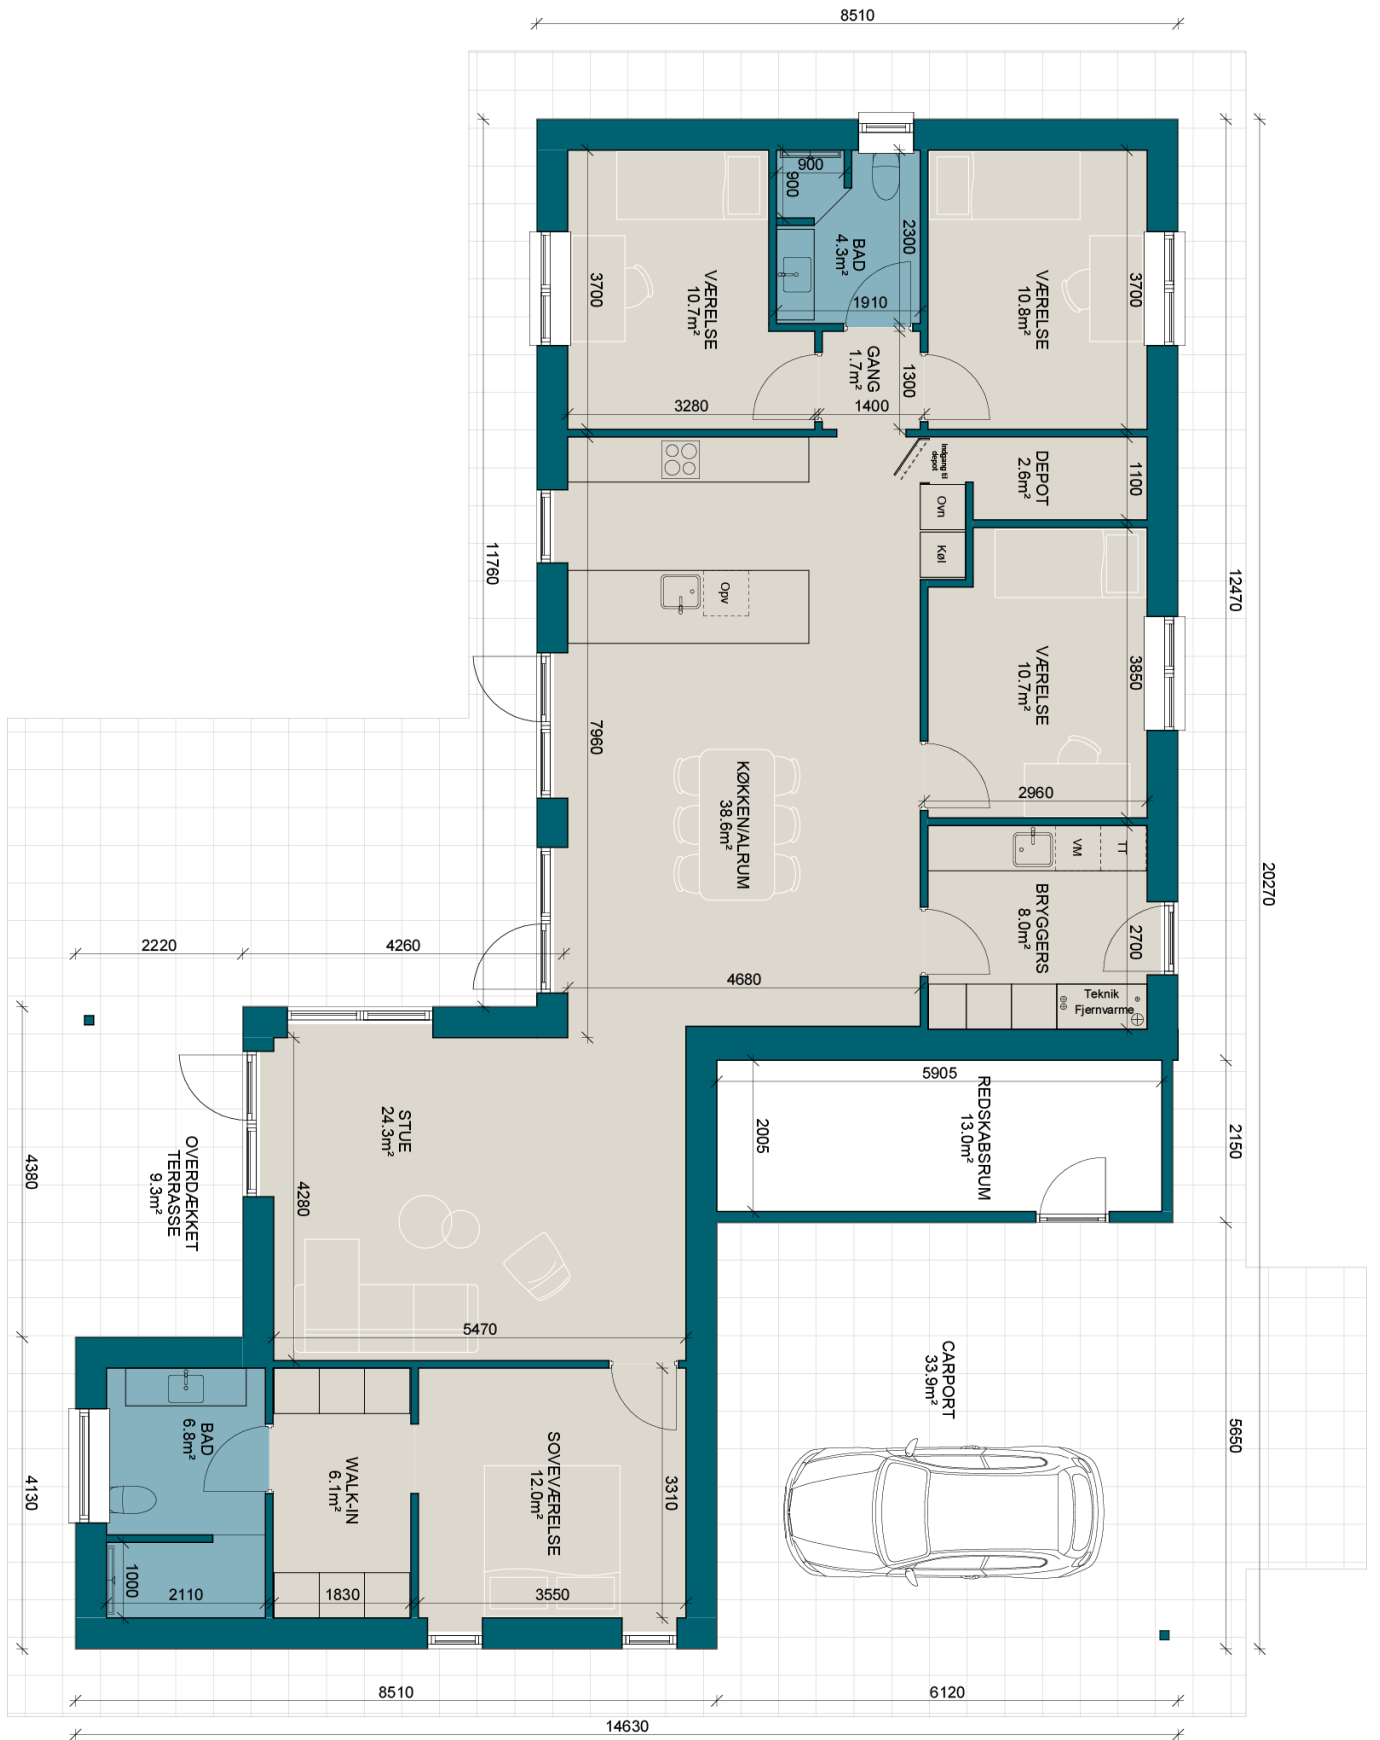 8510
900
900
BAD
4.3m²
2300
1910
VÆRELSE
10.7m²
3700
VÆRELSE
10.8m²
3700
GANG
1.7m²
1300
3280
1400
Indgang til
depot
DEPOT
2.6m²
1100
Ovn
Køl
11760
12470
Opv
VÆRELSE
10.7m²
3850
7960
KØKKEN/ALRUM
38.6m²
2960
VM
TT
20270
BRYGGERS
8.0m²
2700
2220
4260
4680
Teknik
Fjernvarme
5905
REDSKABSRUM
13.0m²
2005
2150
STUE
24.3m²
OVERDÆKKET
TERRASSE
9.3m²
4380
4280
5470
CARPORT
33.9m²
5650
BAD
6.8m²
WALK-IN
6.1m²
SOVEVÆRELSE
12.0m²
3310
4130
1000
2110
1830
3550
8510
6120
14630